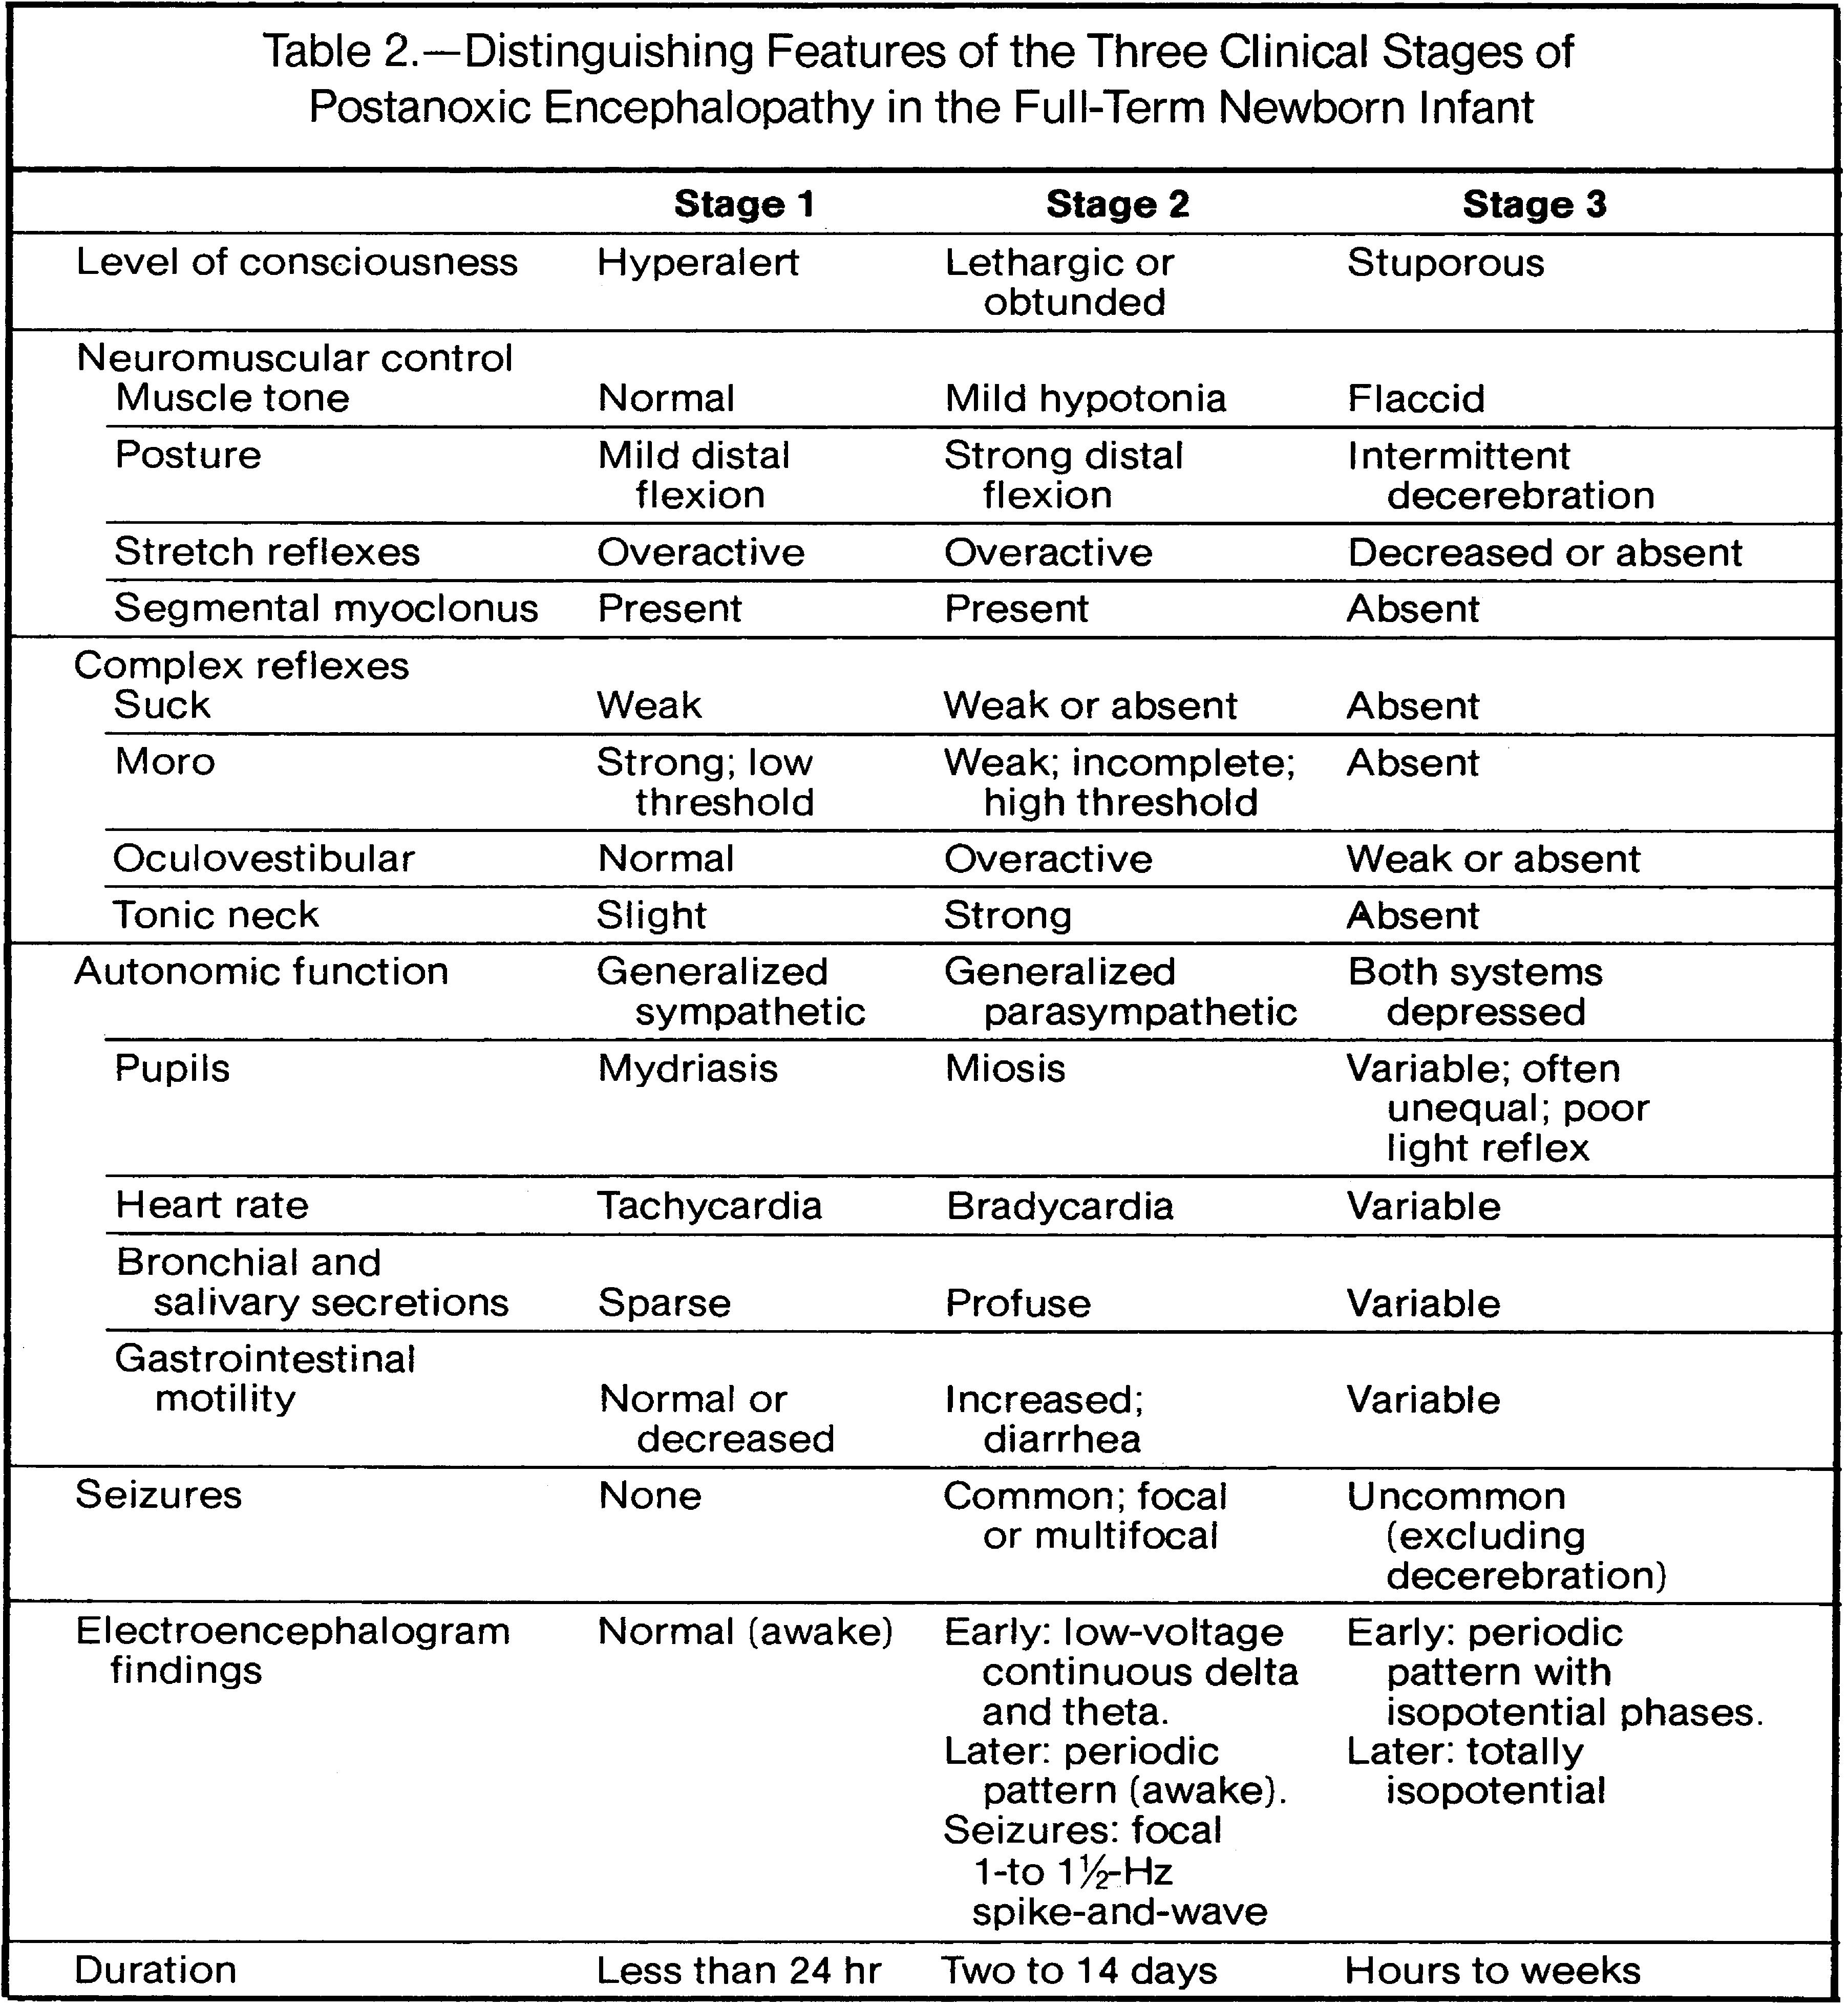 Table 2.—Distinguishing Features of the Three Clinical Stages of
Postanoxic Encephalopathy in the Full-Term Newborn Infant
Stage 1 Stage 2 Stage 3
Level of consciousness Hyperalert Lethargic or Stuporous
obtunded
Neuromuscular control
Muscle tone Normal Mild hypotonia Flaccid
Posture Mild distal Strong distal Intermittent
flexion flexion decerebration
Stretch reflexes Overactive Overactive Decreased or absent
Segmental myoclonus Present Present Absent
Complex reflexes
Suck Weak Weak or absent Absent
Moro Strong; low Weak; incomplete; Absent
threshold high threshold
Oculovestibular Normal Overactive Weak or absent
Tonic neck Slight Strong Absent
Autonomic function Generalized Generalized Both systems
sympathetic parasympathetic depressed
Pupils Mydriasis Miosis Variable; often
unequal; poor
light reflex
Heart rate Tachycardia Bradycardia Variable
Bronchial and
salivary secretions Sparse Profuse Variable
Gastrointestinal
motility Normal or Increased; Variable
decreased diarrhea
Seizures None Common; focal Uncommon
or multifocal (excluding
decerebration)
Electroencephalogram Normal (awake) Early: low-voltage Early: periodic
findings continuous delta pattern with
and theta. isopotential phases.
Later: periodic Later: totally
pattern (awake). isopotential
Seizures: focal
1-to 1½-Hz
spike-and-wave
Duration Less than 24 hr Two to 14 days Hours to weeks